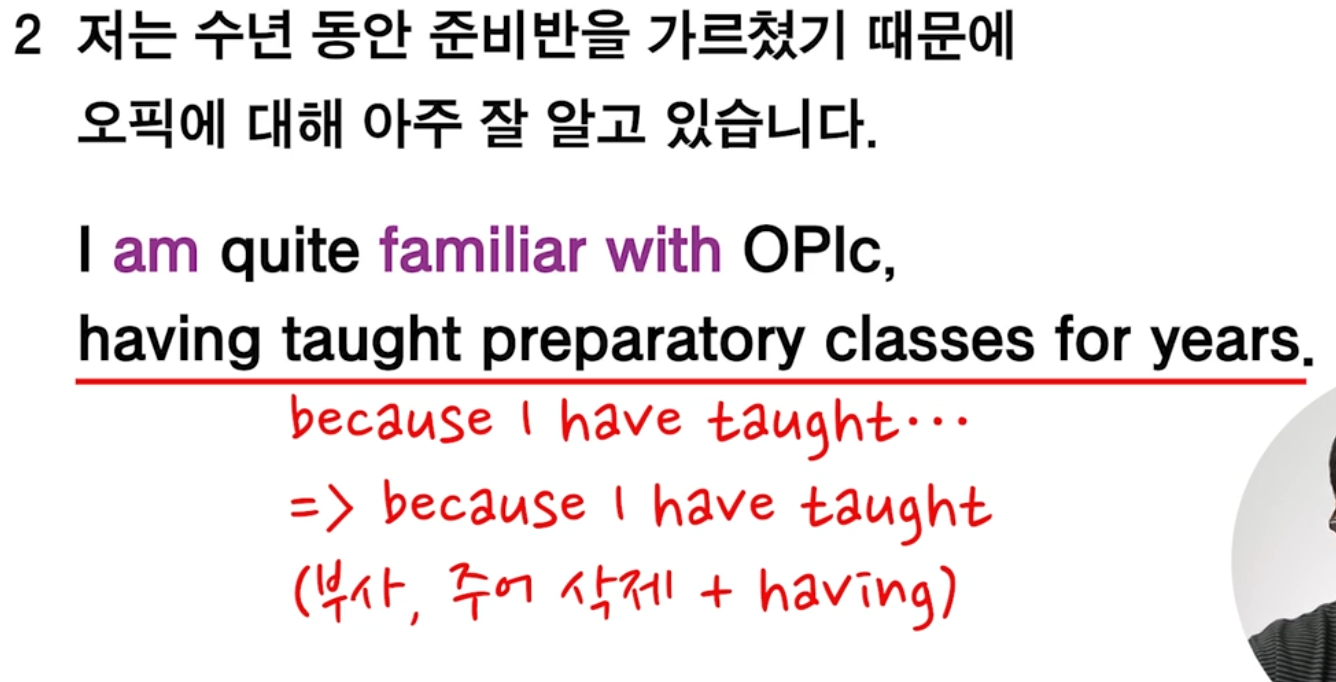 2 저는 수년 동안 준비반을 가르쳤기 때문에
오픽에 대해 아주 잘 알고 있습니다.
I am quite familiar with OPIc,
having taught preparatory classes for years.
because I have taught...
=> because I have taught
(부사, 주어 삭제 + having)